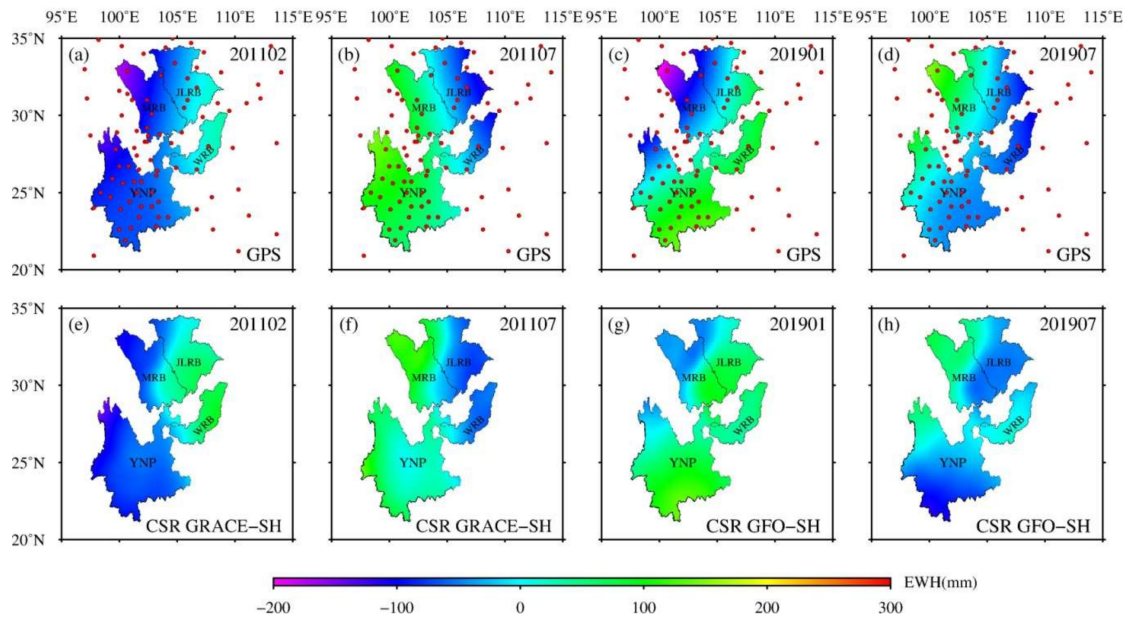 95°E 100°E 105°E 110°E 115°E 95°E 100°E 105°E 110°E 115°E 95°E 100°E 105°E 110°E 115°E 95°E 100°E 105°E 110°E 115°E
35°N
(a) 201102
(b) 201107
(c) 201901
(d) 201907
30°N
MRB JLRB
MRB JLRB
MRB JLRB
MRB JLRB
WRB
WRB
WRB
WRB
25°N
YNP
YNP
YNP
YNP
20°N
GPS
GPS
GPS
GPS
35°N
(e) 201102
(f) 201107
(g) 201901
(h) 201907
30°N
MRB JLRB
MRB JLRB
MRB JLRB
MRB JLRB
WRB
WRB
WRB
WRB
25°N
YNP
YNP
YNP
YNP
20°N
CSR GRACE−SH
CSR GRACE−SH
CSR GFO−SH
CSR GFO−SH
EWH(mm)
−200 −100 0 100 200 300